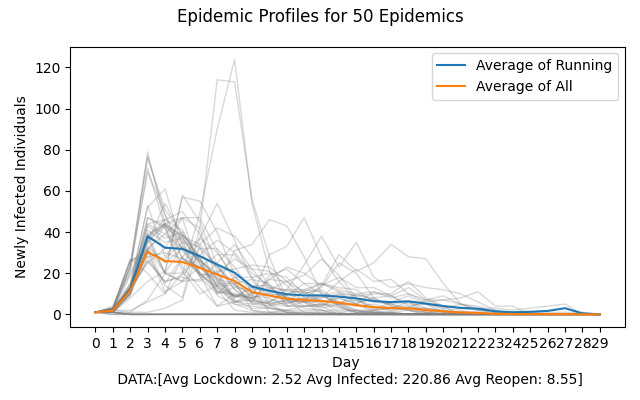 Epidemic Profiles for 50 Epidemics
Newly Infected Individuals
120
100
80
60
40
20
0
Average of Running
Average of All
0 1 2 3 4 5 6 7 8 9 10 11 12 13 14 15 16 17 18 19 20 21 22 23 24 25 26 27 28 29
Day
DATA:[Avg Lockdown: 2.52 Avg Infected: 220.86 Avg Reopen: 8.55]